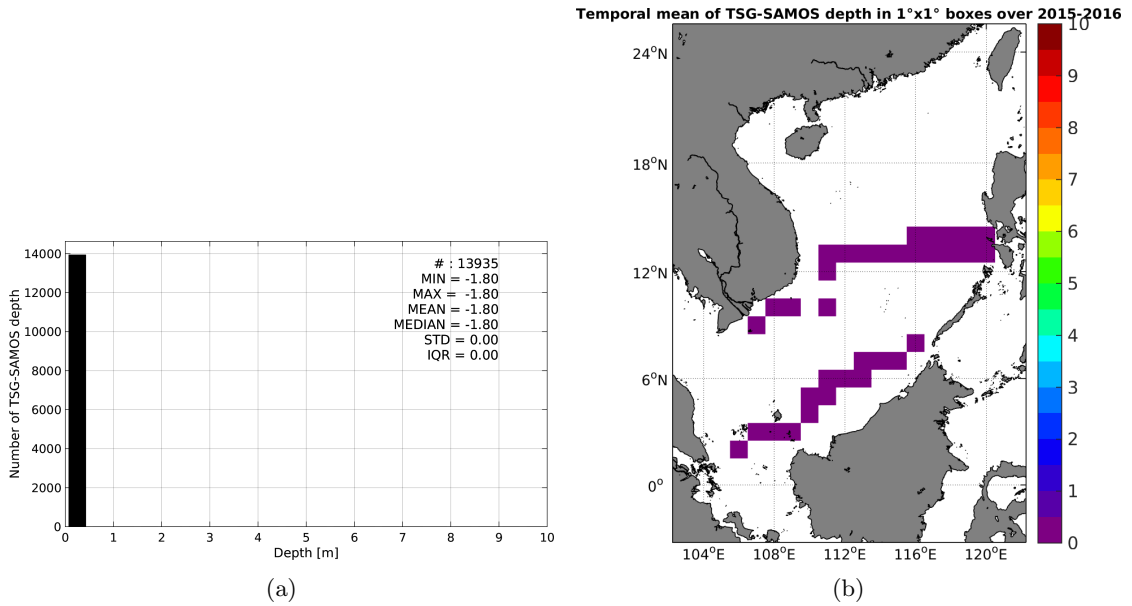 Temporal mean of TSG-SAMOS depth in 1°x1° boxes over 2015-2016
Number of TSG-SAMOS depth
14000
12000
10000
8000
6000
4000
2000
0
# : 13935
MIN = -1.80
MAX = -1.80
MEAN = -1.80
MEDIAN = -1.80
STD = 0.00
IQR = 0.00
0 1 2 3 4 5 6 7 8 9 10
Depth [m]
(a)
24°N
18°N
12°N
6°N
0°
104°E 108°E 112°E 116°E 120°E
10
9
8
7
6
5
4
3
2
1
0
(b)